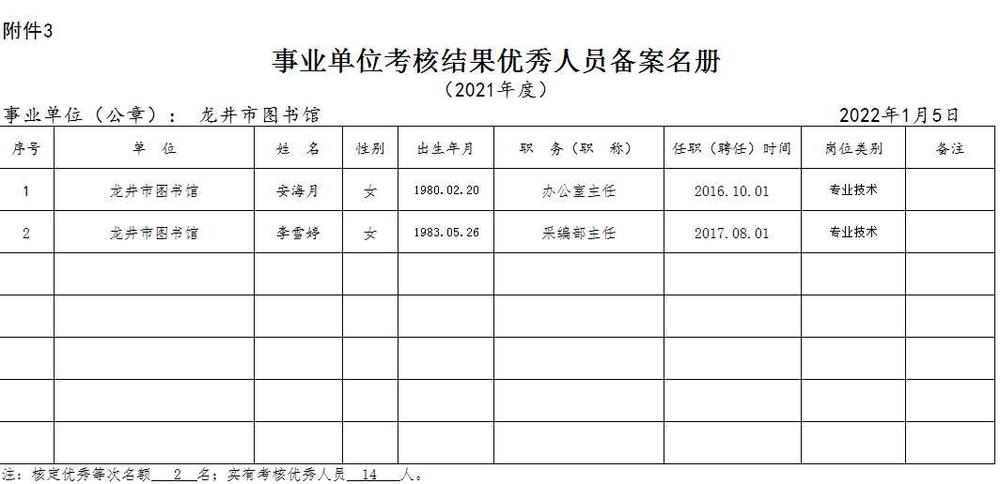 附件3
事业单位考核结果优秀人员备案名册
（2021年度）
事业单位（公章）： 龙井市图书馆 2022年1月5日
序号 单 位 姓 名 性别 出生年月 职 务（职 称） 任职（聘任）时间 岗位类别 备注
1 龙井市图书馆 安海月 女 1980.02.20 办公室主任 2016.10.01 专业技术
2 龙井市图书馆 李雪婷 女 1983.05.26 采编部主任 2017.08.01 专业技术
注：核定优秀等次名额 2 名；实有考核优秀人员 14 人。